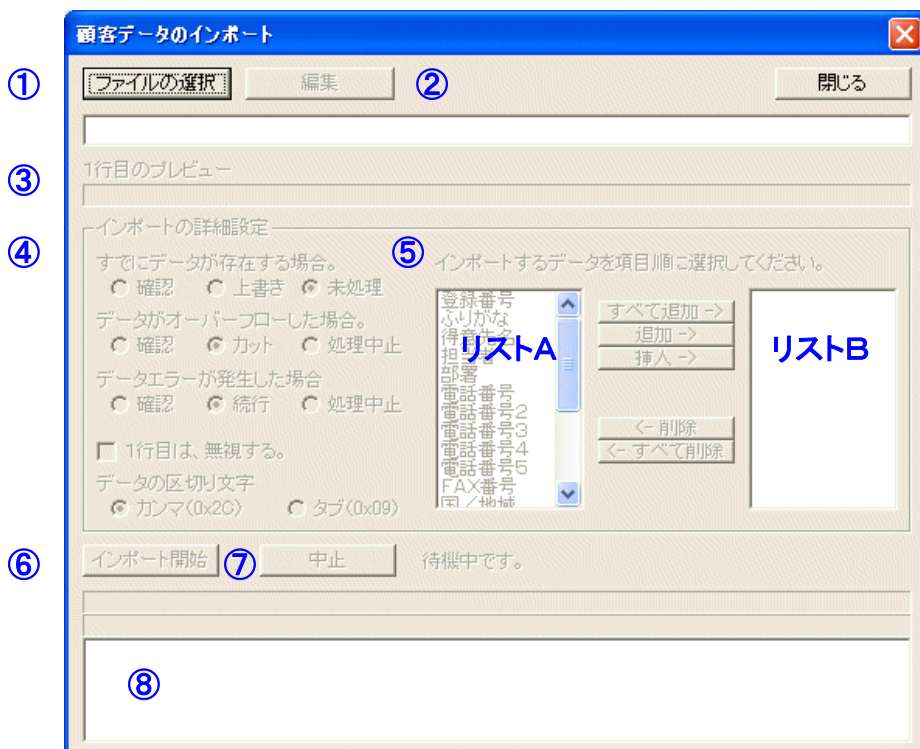 顧客データのインポート
① ファイルの選択 編集 ② 閉じる
③ 1行目のプレビュー
④ インポートの詳細設定
すでにデータが存在する場合。
確認 上書き 未処理
データがオーバーフローした場合。
確認 カット 処理中止
データエラーが発生した場合
確認 続行 処理中止
1行目は、無視する。
データの区切り文字
カンマ(0x2C) タブ(0x09)
⑤ インポートするデータを項目順に選択してください。
登録番号
ふりがな
得意先名
担当者
部署
電話番号
電話番号2
電話番号3
電話番号4
電話番号5
FAX番号
国/地域
リストA
すべて追加 ->
追加 ->
挿入 ->
<- 削除
<- すべて削除
リストB
⑥ インポート開始 ⑦ 中止 待機中です。
⑧